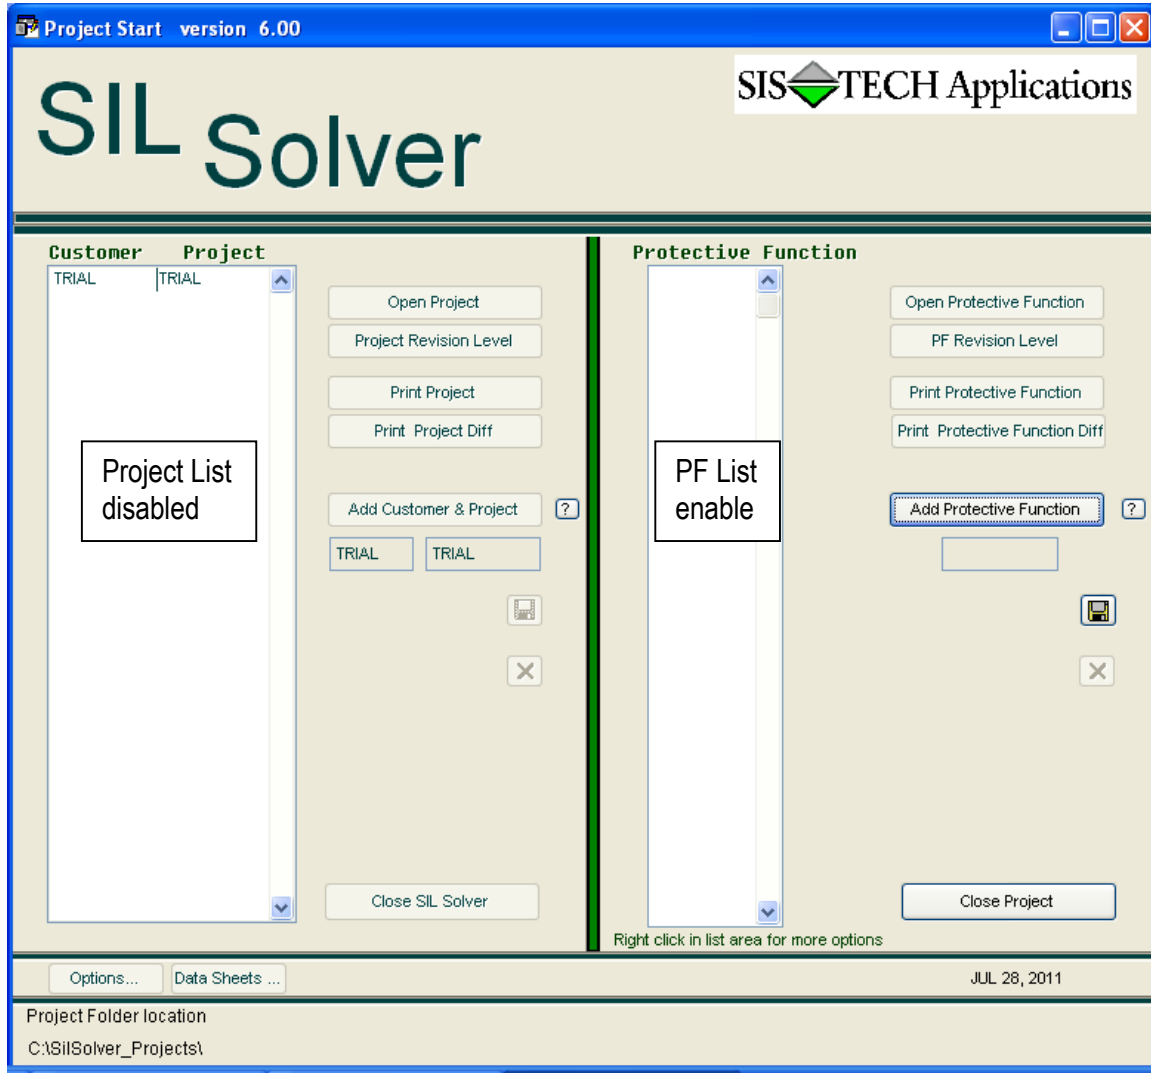 Project Start version 6.00
SIS TECH Applications
SIL Solver
Customer Project
TRIAL TRIAL
Open Project
Project Revision Level
Print Project
Print Project Diff
Project List
disabled
Add Customer & Project ?
TRIAL TRIAL
Close SIL Solver
Protective Function
Open Protective Function
PF Revision Level
Print Protective Function
Print Protective Function Diff
PF List
enable
Add Protective Function ?
Close Project
Right click in list area for more options
Options... Data Sheets ... JUL 28, 2011
Project Folder location
C:\SilSolver_Projects\